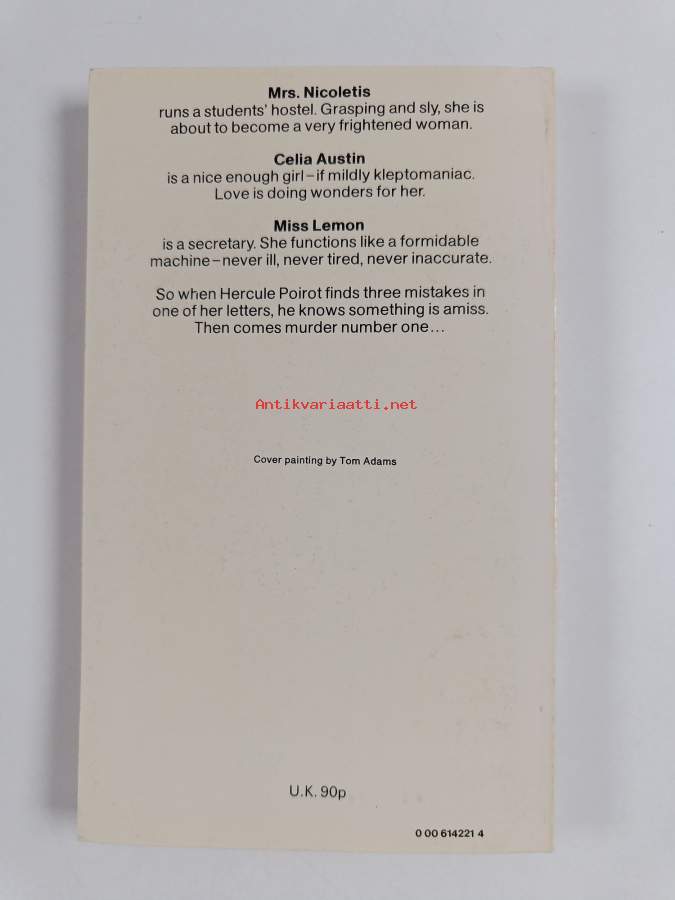 Mrs. Nicoletis
runs a students' hostel. Grasping and sly, she is
about to become a very frightened woman.
Celia Austin
is a nice enough girl–if mildly kleptomaniac.
Love is doing wonders for her.
Miss Lemon
is a secretary. She functions like a formidable
machine–never ill, never tired, never inaccurate.
So when Hercule Poirot finds three mistakes in
one of her letters, he knows something is amiss.
Then comes murder number one...
Antikvariaatti.net
Cover painting by Tom Adams
U.K. 90p
0 00 614221 4